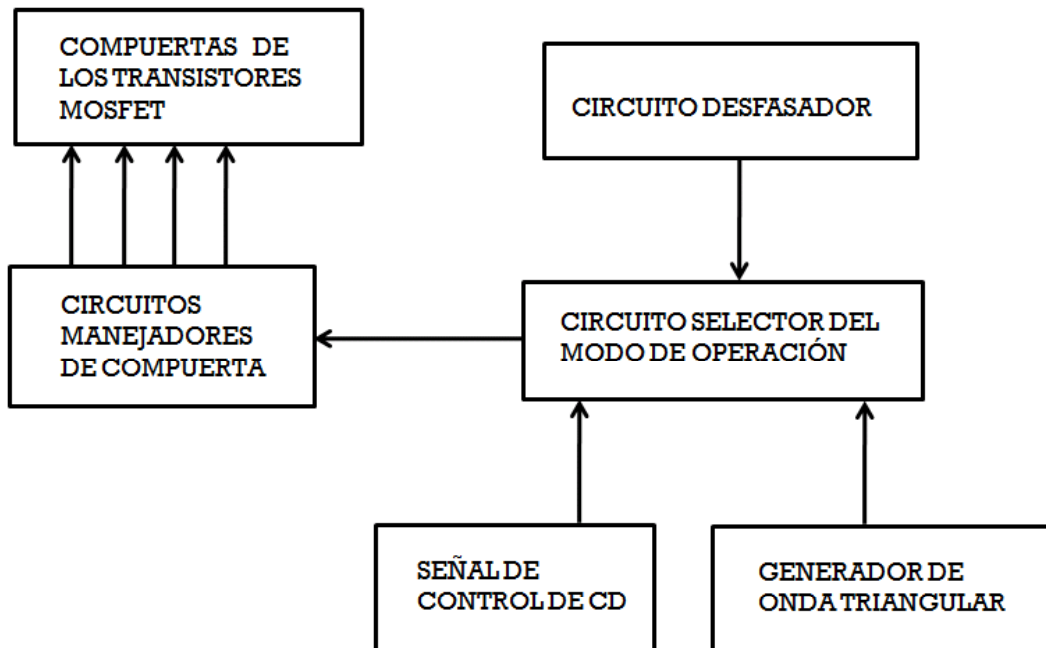 COMPUERTAS DE
LOS TRANSISTORES
MOSFET
CIRCUITO DESFASADOR
CIRCUITOS
MANEJADORES
DE COMPUERTA
CIRCUITO SELECTOR DEL
MODO DE OPERACIÓN
SEÑAL DE
CONTROL DE CD
GENERADOR DE
ONDA TRIANGULAR